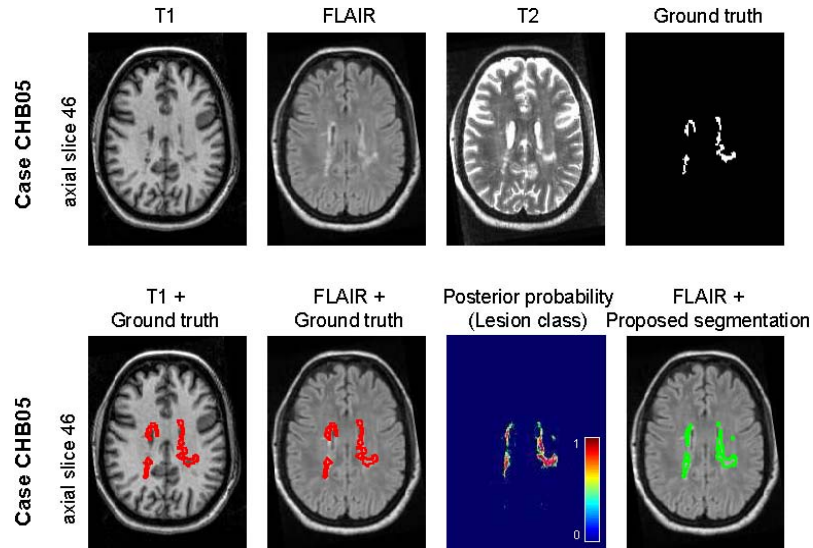 T1
FLAIR
T2
Ground truth
Case CHB05
axial slice 46
T1 +
Ground truth
FLAIR +
Ground truth
Posterior probability
(Lesion class)
FLAIR +
Proposed segmentation
Case CHB05
axial slice 46
1
0